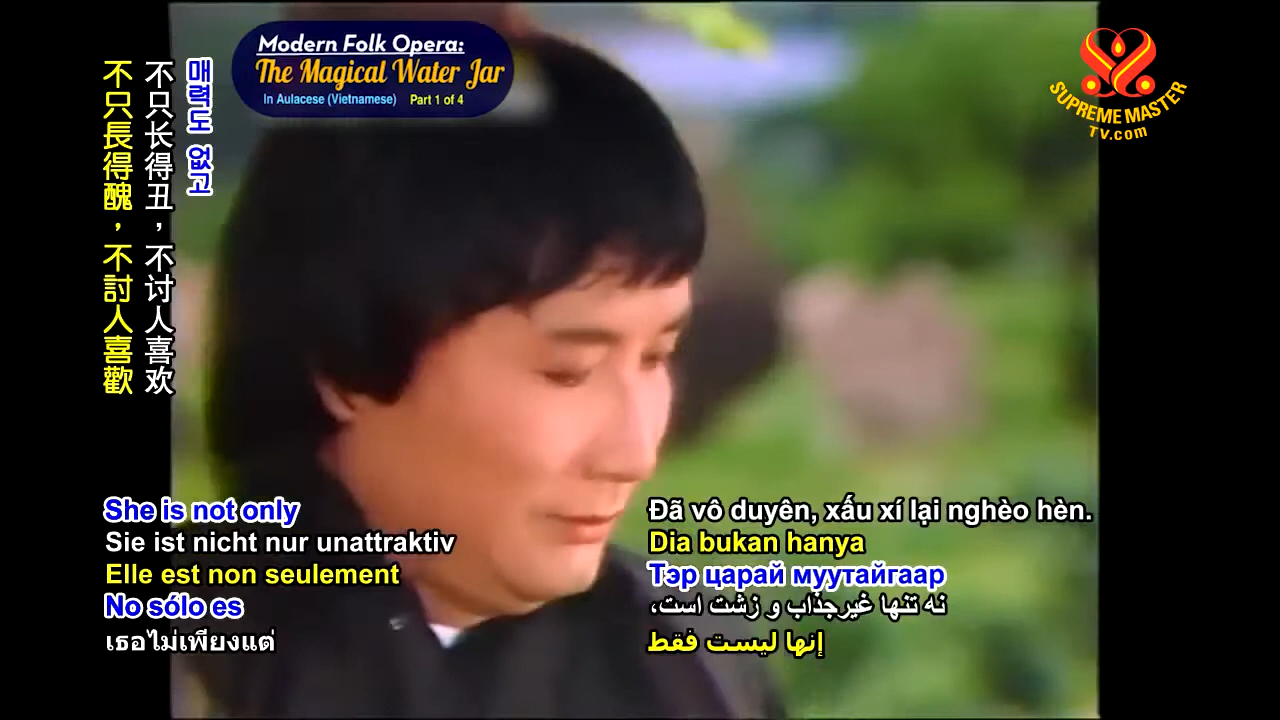 Modern Folk Opera:
The Magical Water Jar
In Aulacese (Vietnamese) Part 1 of 4
SUPREME MASTER
TV.com
不只長得醜，不討人喜歡
不只长得丑，不讨人喜欢
매력도 없고
She is not only
Sie ist nicht nur unattraktiv
Elle est non seulement
No sólo es
เธอไม่เพียงแต่
Đã vô duyên, xấu xí lại nghèo hèn.
Dia bukan hanya
Тэр царай муутайгаар
نه تنها غیرجذاب و زشت است،
إنها ليست فقط